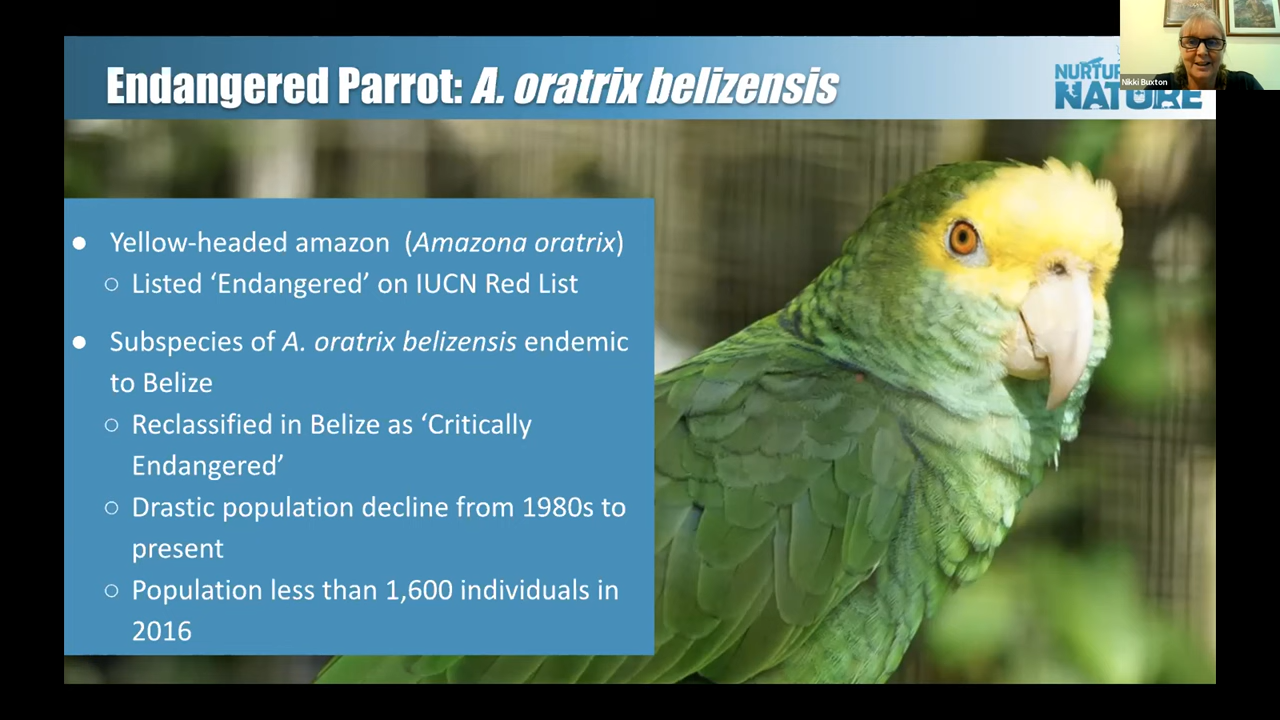 Endangered Parrot: A. oratrix belizensis
NATURE
Nikki Buxton
● Yellow-headed amazon (Amazona oratrix)
○ Listed ‘Endangered’ on IUCN Red List
● Subspecies of A. oratrix belizensis endemic
to Belize
○ Reclassified in Belize as ‘Critically
Endangered’
○ Drastic population decline from 1980s to
present
○ Population less than 1,600 individuals in
2016